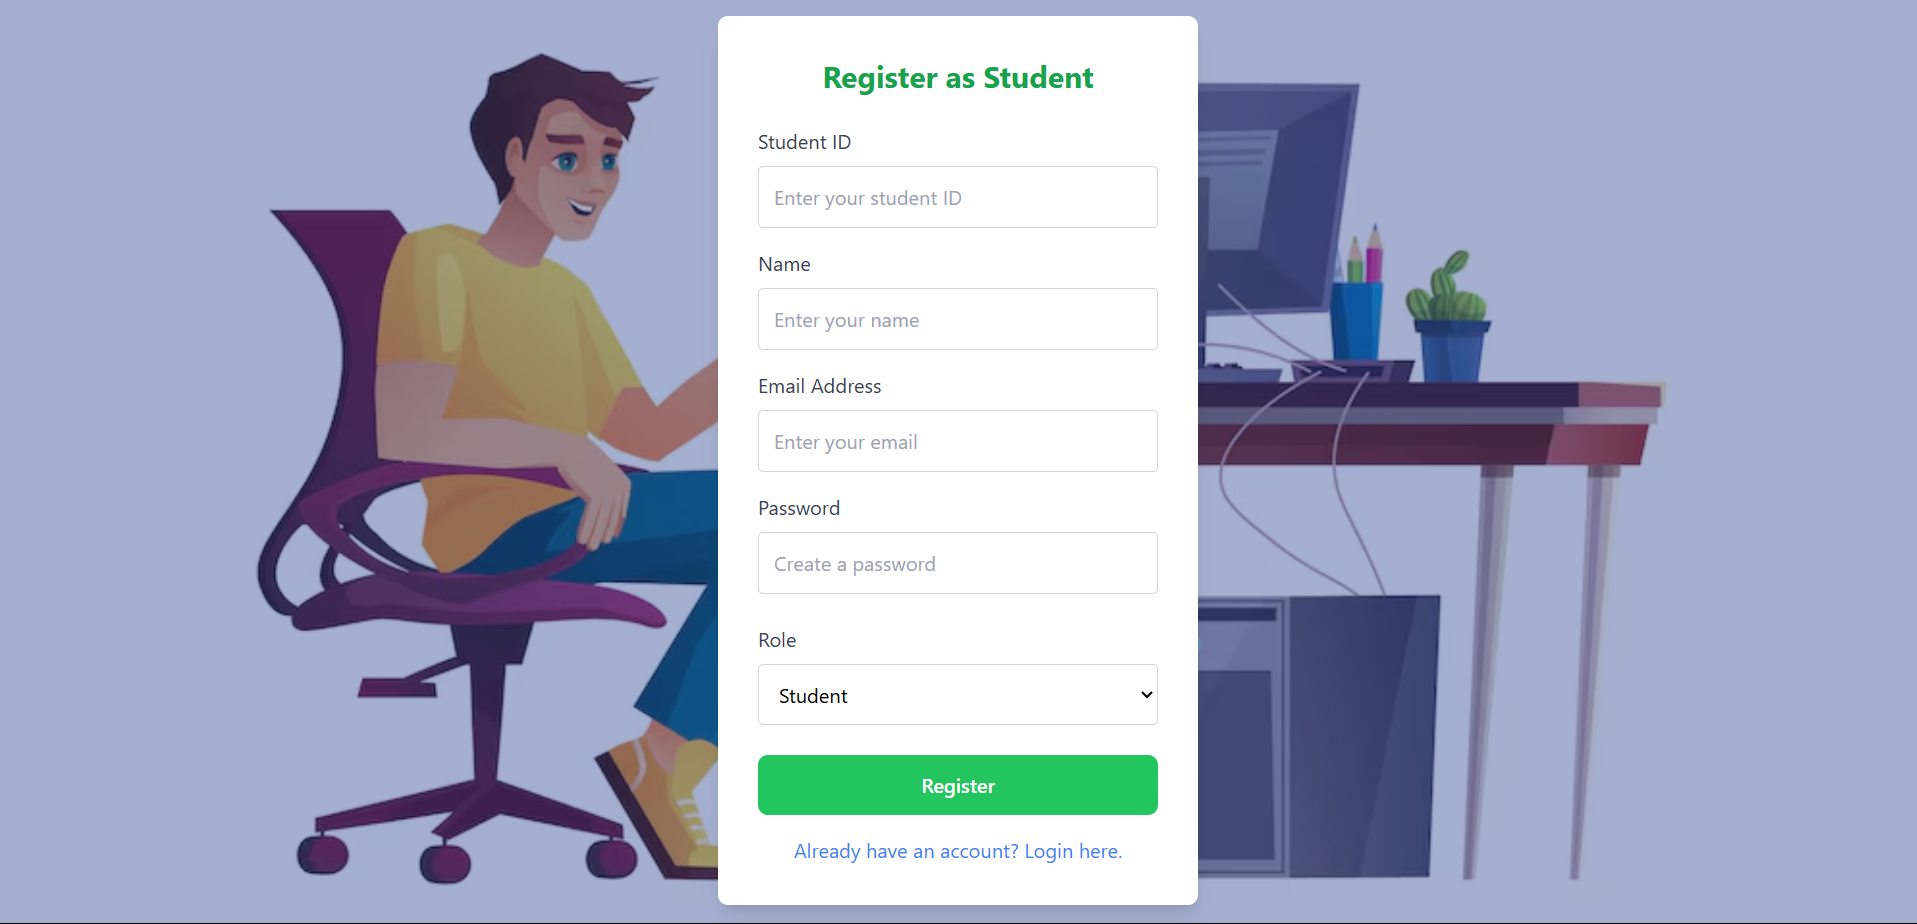 Register as Student
Student ID
Enter your student ID
Name
Enter your name
Email Address
Enter your email
Password
Create a password
Role
Student
Register
Already have an account? Login here.